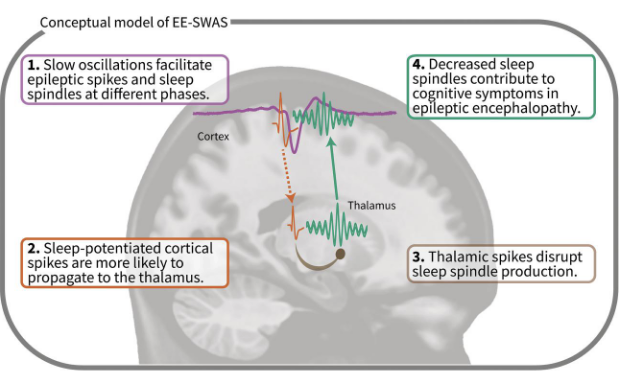 Conceptual model of EE-SWAS
1. Slow oscillations facilitate
epileptic spikes and sleep
spindles at different phases.
4. Decreased sleep
spindles contribute to
cognitive symptoms in
epileptic encephalopathy.
Cortex
Thalamus
2. Sleep-potentiated cortical
spikes are more likely to
propagate to the thalamus.
3. Thalamic spikes disrupt
sleep spindle production.